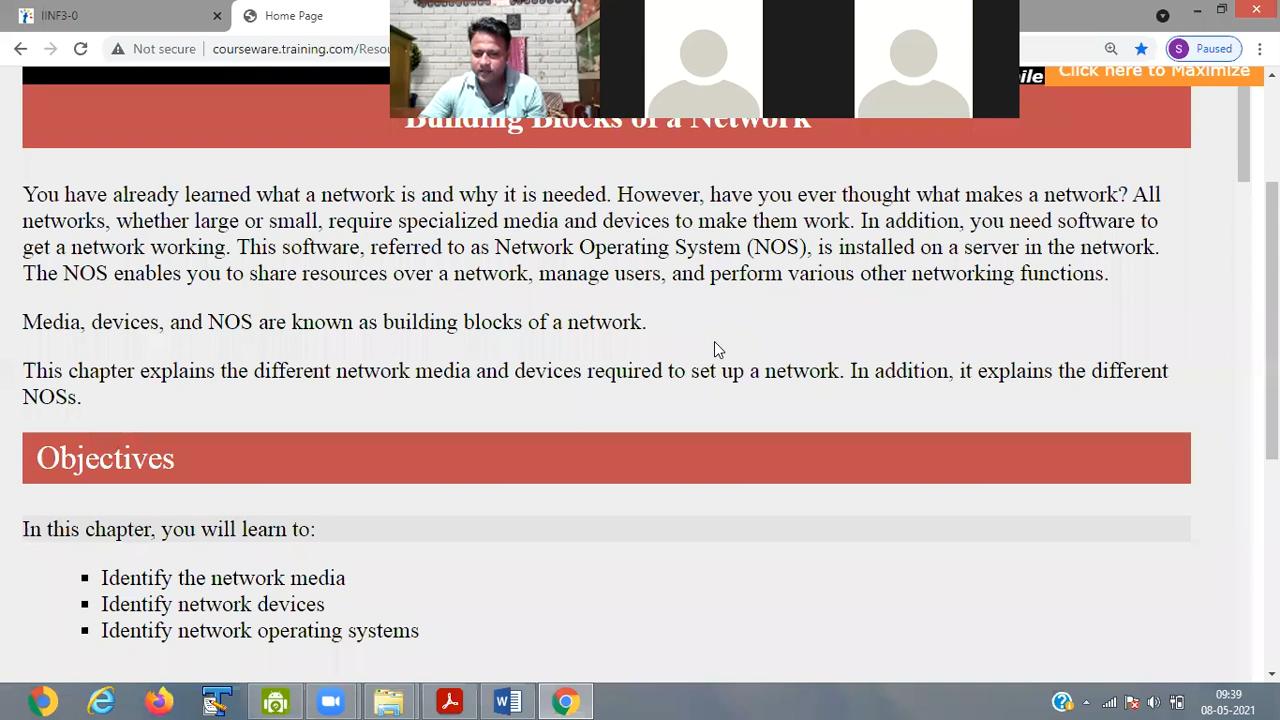 IINF3-0
Home Page
Not secure
courseware.training.com/Resou
S Paused
ile
Click here to Maximize
Building Blocks of a Network
You have already learned what a network is and why it is needed. However, have you ever thought what makes a network? All
networks, whether large or small, require specialized media and devices to make them work. In addition, you need software to
get a network working. This software, referred to as Network Operating System (NOS), is installed on a server in the network.
The NOS enables you to share resources over a network, manage users, and perform various other networking functions.
Media, devices, and NOS are known as building blocks of a network.
This chapter explains the different network media and devices required to set up a network. In addition, it explains the different
NOSs.
Objectives
In this chapter, you will learn to:
Identify the network media
Identify network devices
Identify network operating systems
09:39
08-05-2021